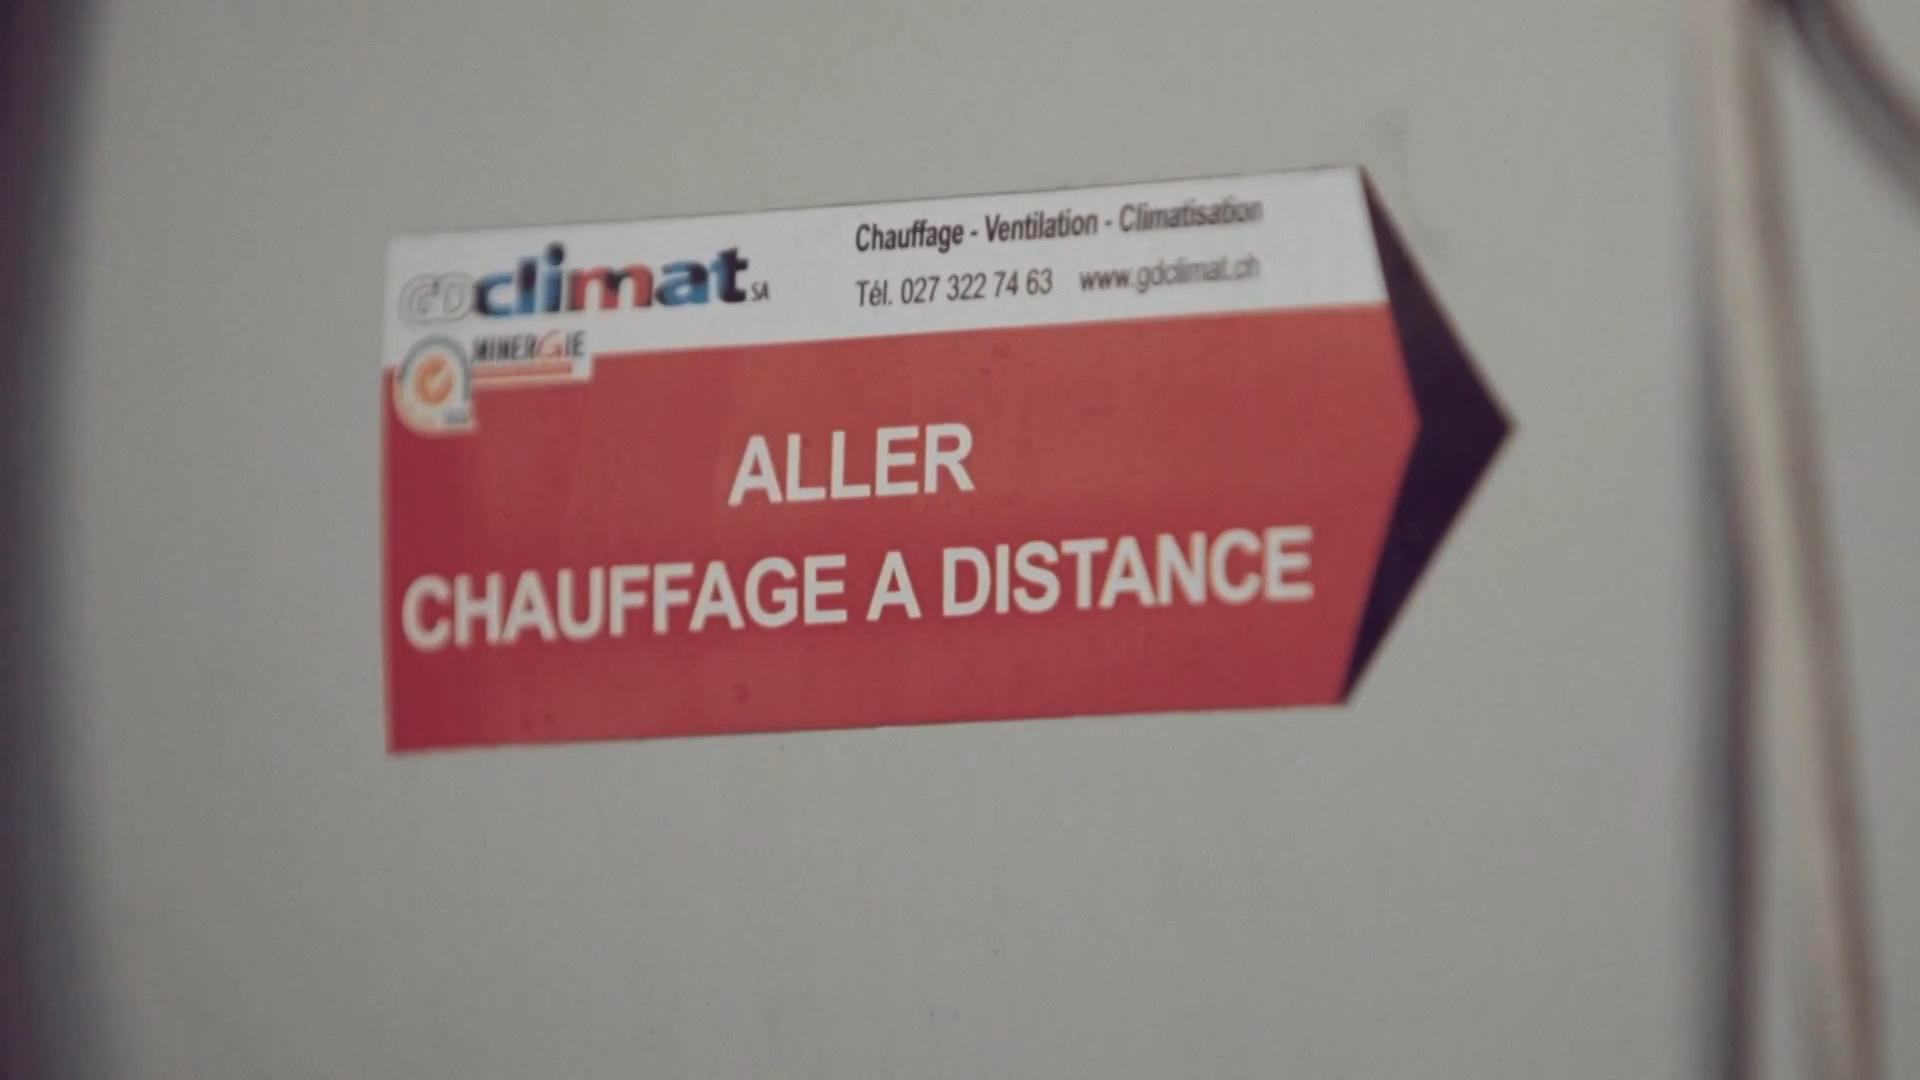 GDclimat SA
Chauffage - Ventilation - Climatisation
Tél. 027 322 74 63 www.gdclimat.ch
MINERGIE
ALLER
CHAUFFAGE A DISTANCE